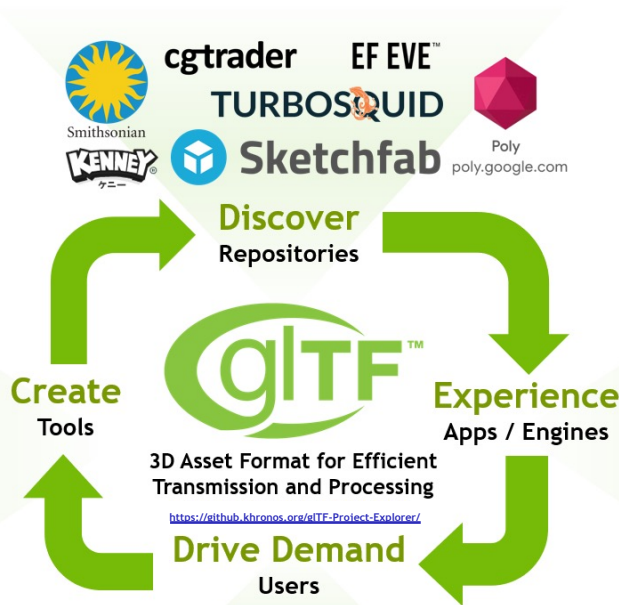 cgtrader
EF EVE™
TURBOSQUID
Smithsonian
KENNEY®
ケニー
Sketchfab
Poly
poly.google.com
Discover
Repositories
glTF™
Create
Tools
Experience
Apps / Engines
3D Asset Format for Efficient
Transmission and Processing
https://github.khronos.org/glTF-Project-Explorer/
Drive Demand
Users